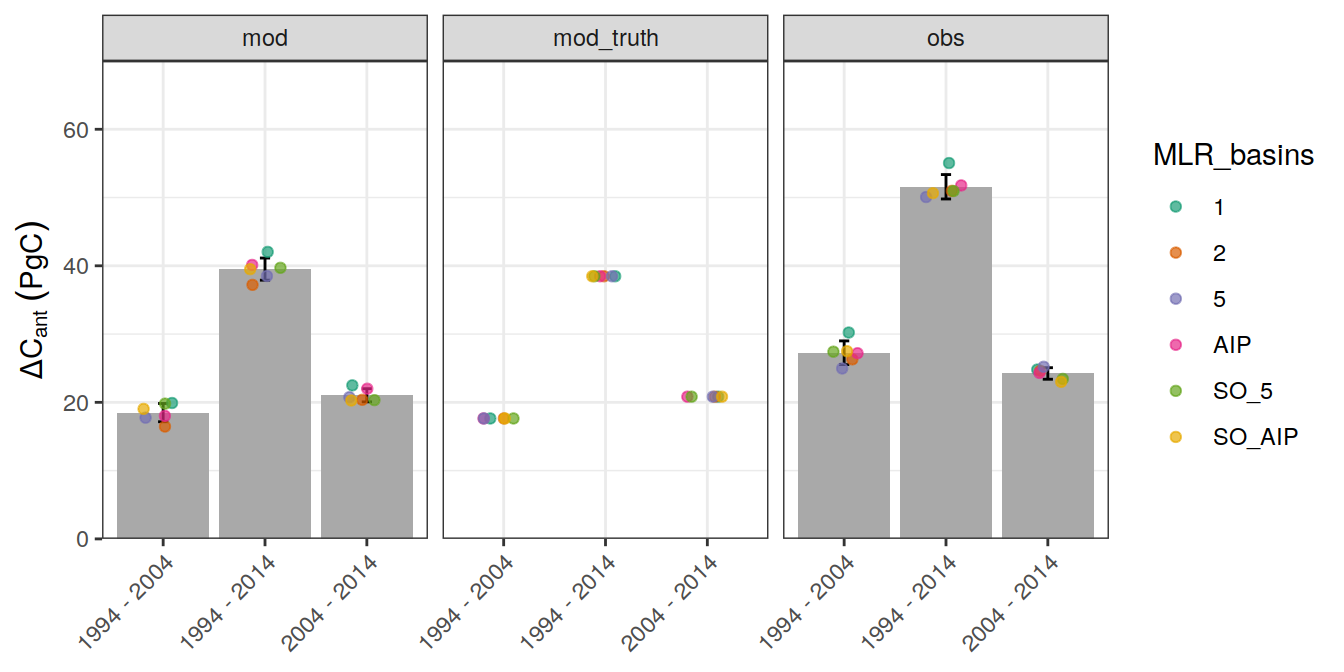 mod
mod_truth
obs
ΔCant (PgC)
60
40
20
0
1994 - 2004
1994 - 2014
2004 - 2014
1994 - 2004
1994 - 2014
2004 - 2014
1994 - 2004
1994 - 2014
2004 - 2014
MLR_basins
1
2
5
AIP
SO_5
SO_AIP